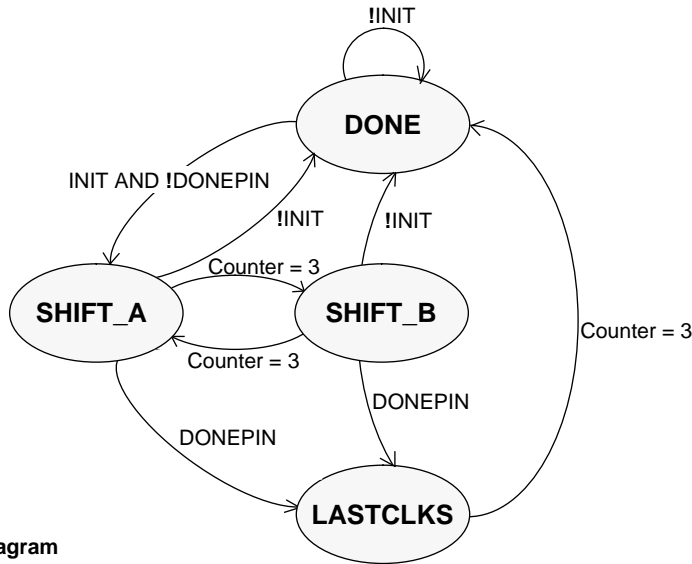 !INIT
DONE
INIT AND !DONEPIN
!INIT
!INIT
Counter = 3
SHIFT_A
SHIFT_B
Counter = 3
Counter = 3
DONEPIN
DONEPIN
LASTCLKS
agram